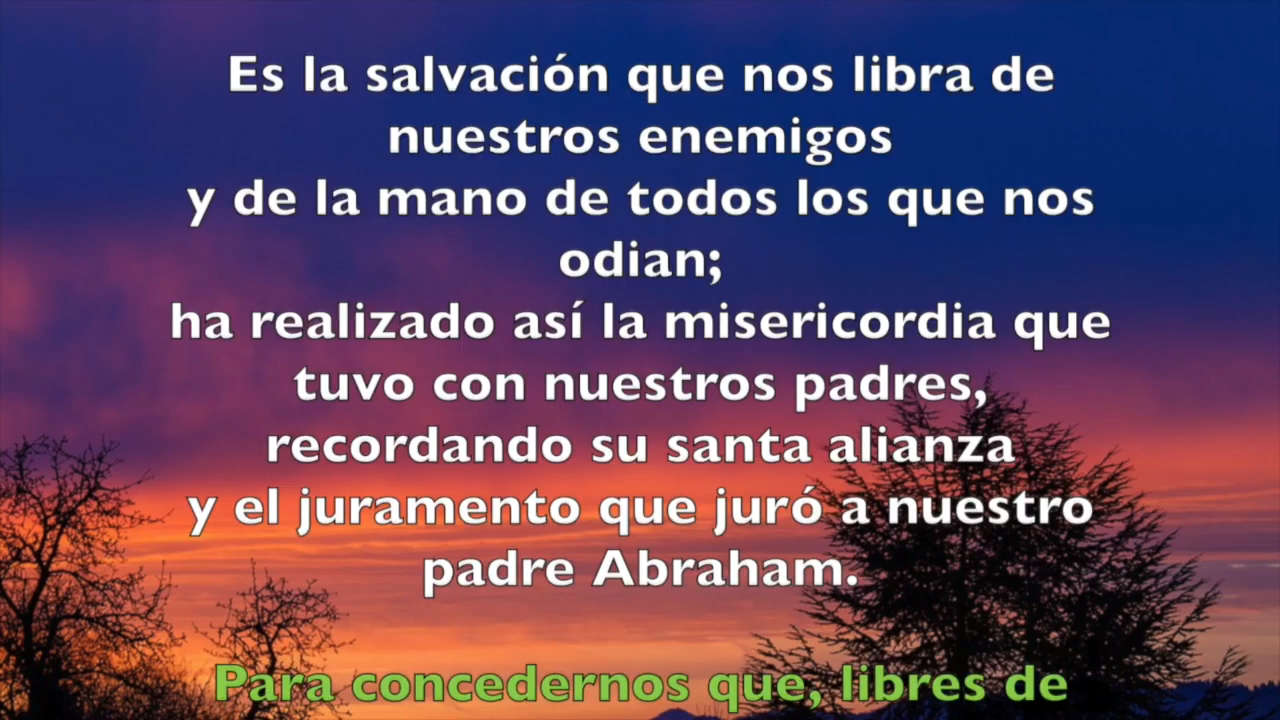 Es la salvación que nos libra de
nuestros enemigos
y de la mano de todos los que nos
odian;
ha realizado así la misericordia que
tuvo con nuestros padres,
recordando su santa alianza
y el juramento que juró a nuestro
padre Abraham.
Para concedernos que, libres de